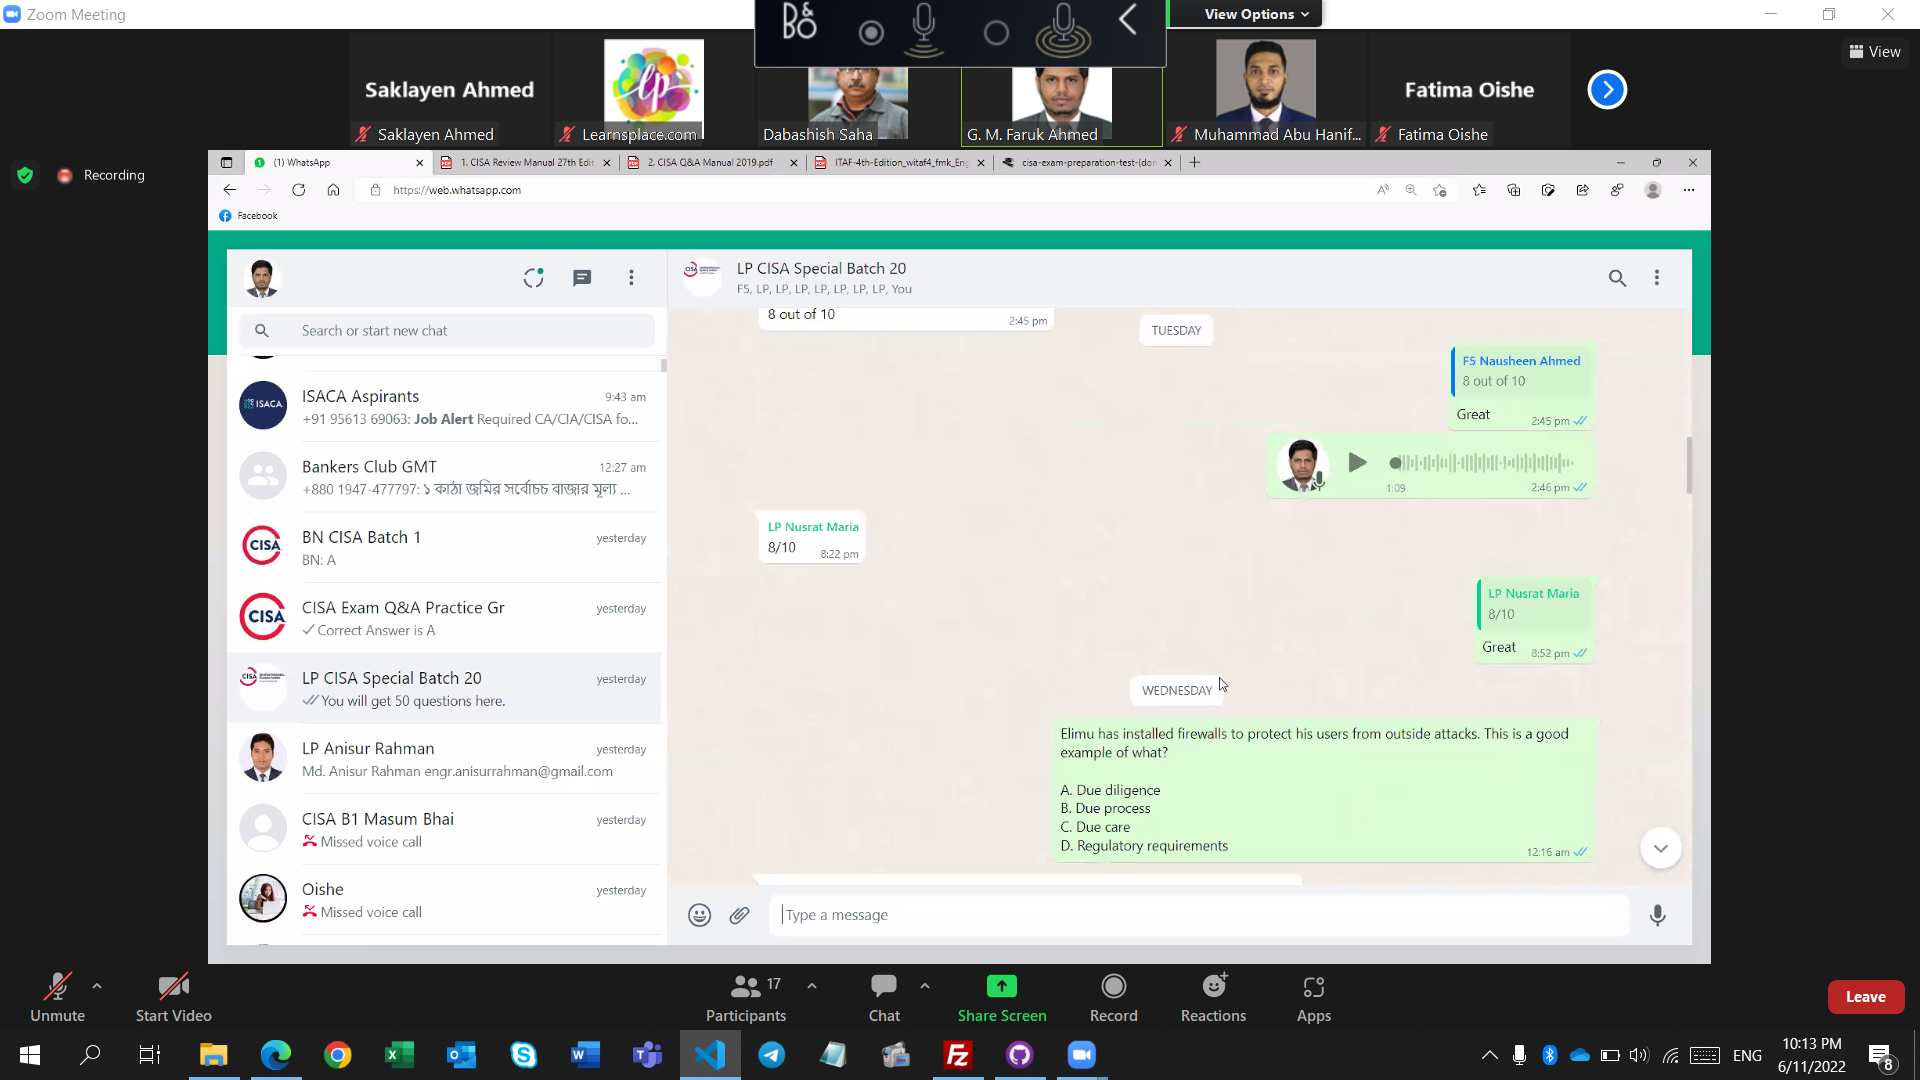 Zoom Meeting
B&O
View Options
View
Saklayen Ahmed
lp
Fatima Oishe
Saklayen Ahmed
Learnsplace.com
Dabashish Saha
G. M. Faruk Ahmed
Muhammad Abu Hanif...
Fatima Oishe
Recording
(1) WhatsApp
1. CISA Review Manual 27th Edit
2. CISA Q&A Manual 2019.pdf
ITAF-4th-Edition_witaf4_fmk_Eng
cisa-exam-preparation-test-(don
https://web.whatsapp.com
Facebook
LP CISA Special Batch 20
F5, LP, LP, LP, LP, LP, LP, LP, You
Search or start new chat
ISACA
ISACA Aspirants
9:43 am
+91 95613 69063: Job Alert Required CA/CIA/CISA fo...
Bankers Club GMT
12:27 am
+880 1947-477797: ১ কাঠা জমির সর্বোচচ বাজার মূল্য ...
CISA
BN CISA Batch 1
yesterday
BN: A
CISA
CISA Exam Q&A Practice Gr
yesterday
Correct Answer is A
CISA
LP CISA Special Batch 20
yesterday
You will get 50 questions here.
LP Anisur Rahman
yesterday
Md. Anisur Rahman engr.anisurrahman@gmail.com
CISA B1 Masum Bhai
yesterday
Missed voice call
Oishe
yesterday
Missed voice call
8 out of 10
2:45 pm
TUESDAY
F5 Nausheen Ahmed
8 out of 10
Great
2:45 pm
1:09
2:46 pm
LP Nusrat Maria
8/10
8:22 pm
LP Nusrat Maria
8/10
Great
8:52 pm
WEDNESDAY
Elimu has installed firewalls to protect his users from outside attacks. This is a good
example of what?
A. Due diligence
B. Due process
C. Due care
D. Regulatory requirements
12:16 am
Type a message
Unmute
Start Video
17
Participants
Chat
Share Screen
Record
Reactions
Apps
Leave
ENG
10:13 PM
6/11/2022
8